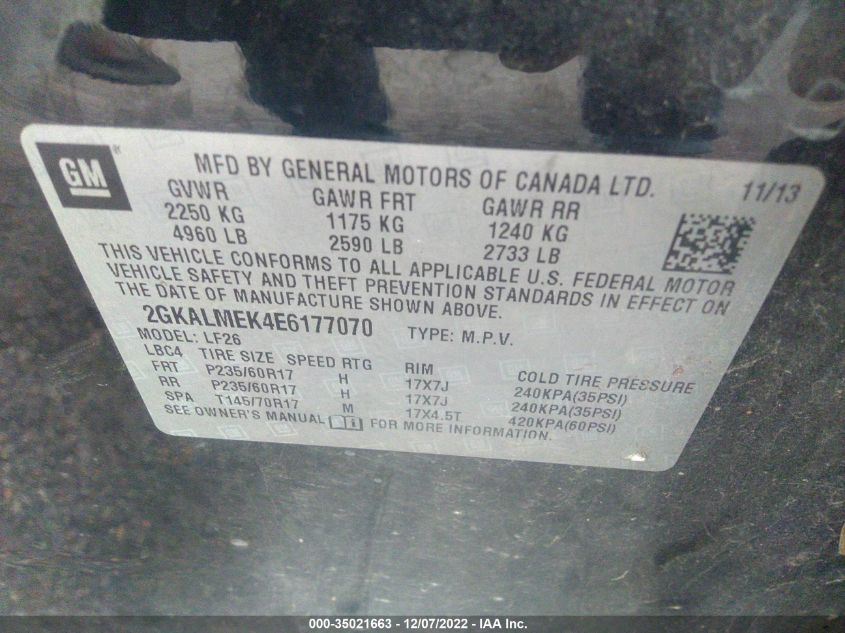 GM
MFD BY GENERAL MOTORS OF CANADA LTD. 11/13
GVWR GAWR FRT GAWR RR
2250 KG 1175 KG 1240 KG
4960 LB 2590 LB 2733 LB
THIS VEHICLE CONFORMS TO ALL APPLICABLE U.S. FEDERAL MOTOR
VEHICLE SAFETY AND THEFT PREVENTION STANDARDS IN EFFECT ON
THE DATE OF MANUFACTURE SHOWN ABOVE.
2GKALMEK4E6177070 TYPE: M.P.V.
MODEL: LF26
LBC4 TIRE SIZE SPEED RTG RIM COLD TIRE PRESSURE
FRT P235/60R17 H 17X7J 240KPA(35PSI)
RR P235/60R17 H 17X7J 240KPA(35PSI)
SPA T145/70R17 M 17X4.5T 420KPA(60PSI)
SEE OWNER'S MANUAL FOR MORE INFORMATION.
000-35021663 - 12/07/2022 - IAA Inc.